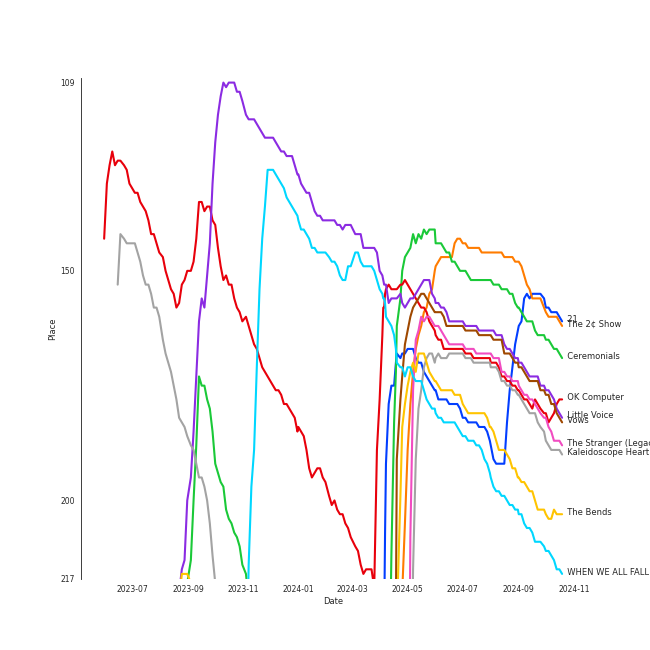 109
150
200
217
Place
2023-07
2023-09
2023-11
2024-01
2024-03
2024-05
2024-07
2024-09
2024-11
Date
21
The 2¢ Show
Ceremonials
OK Computer
Little Voice
Vows
The Stranger (Legac
Kaleidoscope Heart
The Bends
WHEN WE ALL FALL